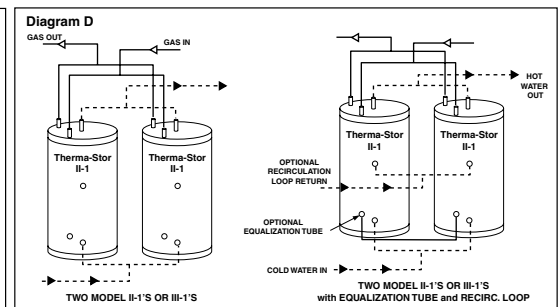 Diagram D
GAS OUT
GAS IN
Therma-Stor
II-1
Therma-Stor
II-1
TWO MODEL II-1'S OR III-1'S
HOT
WATER
OUT
Therma-Stor
II-1
Therma-Stor
II-1
OPTIONAL
RECIRCULATION
LOOP RETURN
OPTIONAL
EQUALIZATION TUBE
COLD WATER IN
TWO MODEL II-1'S OR III-1'S
with EQUALIZATION TUBE and RECIRC. LOOP